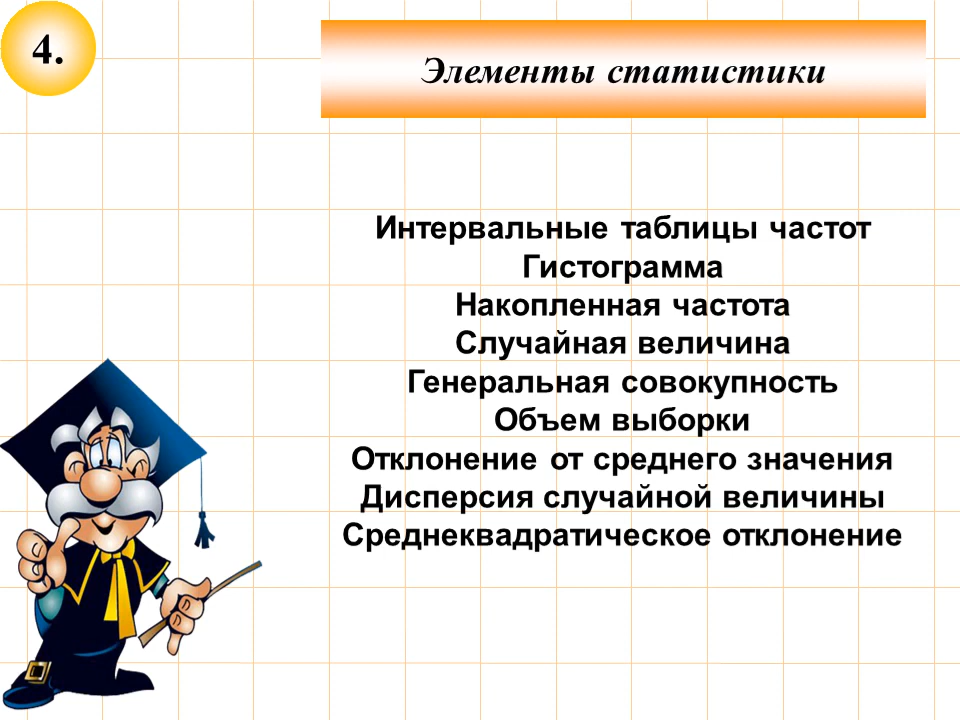 4.
Элементы статистики
Интервальные таблицы частот
Гистограмма
Накопленная частота
Случайная величина
Генеральная совокупность
Объем выборки
Отклонение от среднего значения
Дисперсия случайной величины
Среднеквадратическое отклонение